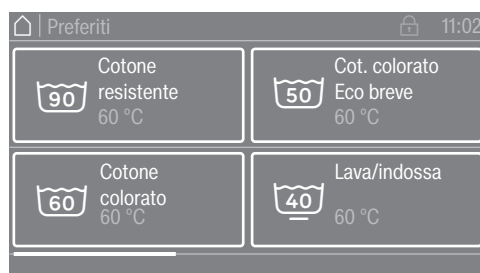 Preferiti 11:02
Cotone
resistente
90
60 °C
Cot. colorato
Eco breve
50
60 °C
Cotone
colorato
60
60 °C
Lava/indossa
40
60 °C